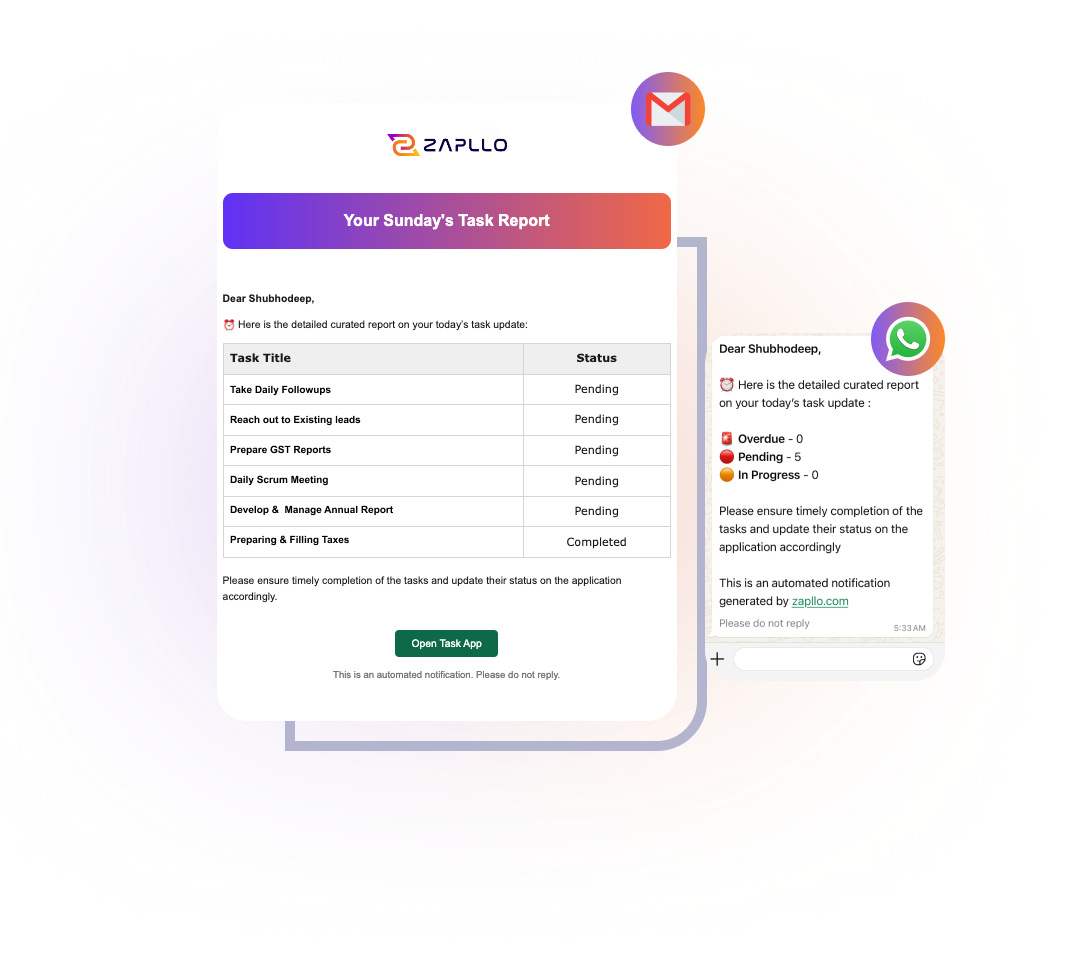 ZAPLLO
Your Sunday's Task Report
Dear Shubhodeep,
⏰ Here is the detailed curated report on your today's task update:
Task Title Status
Take Daily Followups Pending
Reach out to Existing leads Pending
Prepare GST Reports Pending
Daily Scrum Meeting Pending
Develop &  Manage Annual Report Pending
Preparing & Filling Taxes Completed
Please ensure timely completion of the tasks and update their status on the application
accordingly.
Open Task App
This is an automated notification. Please do not reply.
Dear Shubhodeep,
⏰ Here is the detailed curated report
on your today's task update :
🚨 Overdue - 0
🔴 Pending - 5
🟠 In Progress - 0
Please ensure timely completion of the
tasks and update their status on the
application accordingly
This is an automated notification
generated by zapllo.com
Please do not reply
5:33 AM